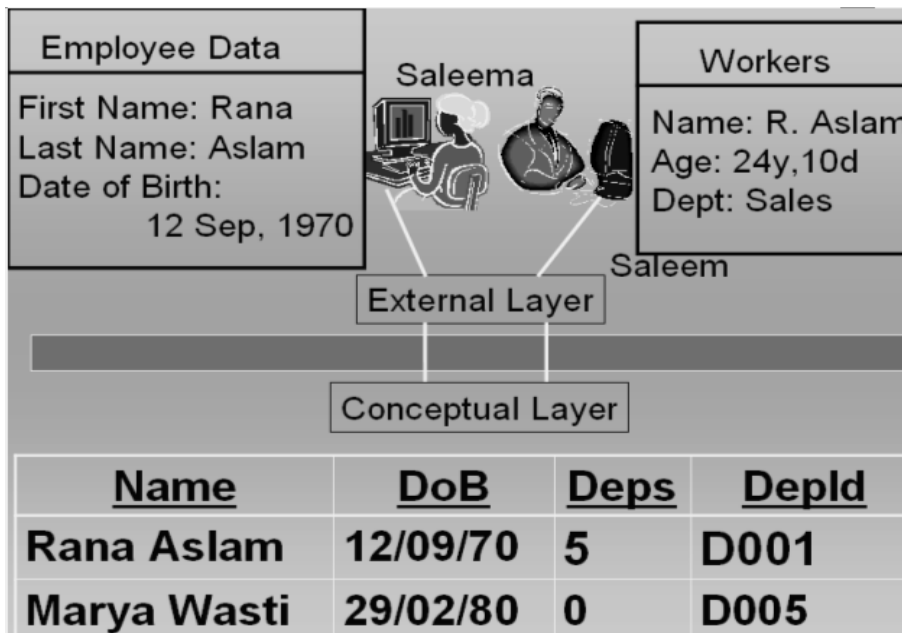 Employee Data
First Name: Rana
Last Name: Aslam
Date of Birth:
12 Sep, 1970
Saleema
Workers
Name: R. Aslam
Age: 24y,10d
Dept: Sales
Saleem
External Layer
Conceptual Layer
Name DoB Deps DepId
Rana Aslam 12/09/70 5 D001
Marya Wasti 29/02/80 0 D005